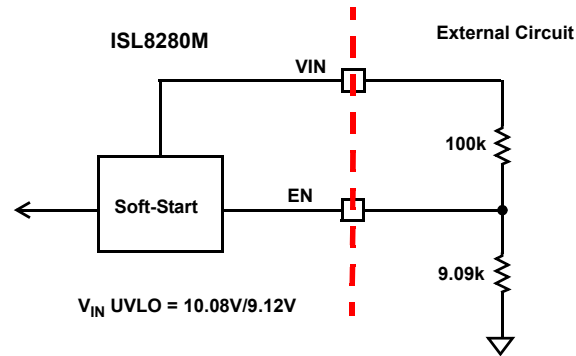 ISL8280M
External Circuit
VIN
100k
Soft-Start
EN
9.09k
VIN UVLO = 10.08V/9.12V